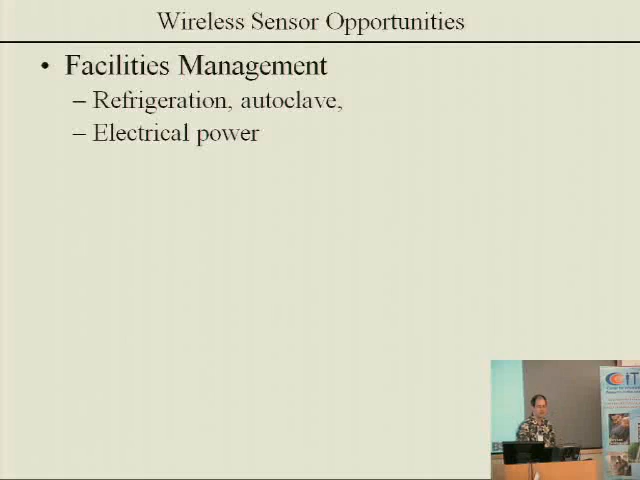 Wireless Sensor Opportunities
• Facilities Management
– Refrigeration, autoclave,
– Electrical power